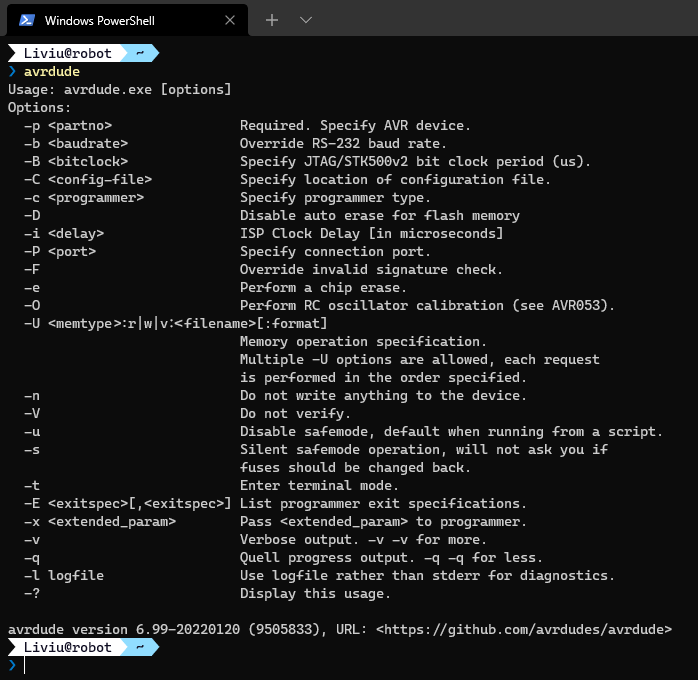 Windows PowerShell
Liviu@robot ~
❯ avrdude
Usage: avrdude.exe [options]
Options:
  -p <partno>                Required. Specify AVR device.
  -b <baudrate>              Override RS-232 baud rate.
  -B <bitclock>              Specify JTAG/STK500v2 bit clock period (us).
  -C <config-file>           Specify location of configuration file.
  -c <programmer>            Specify programmer type.
  -D                         Disable auto erase for flash memory
  -i <delay>                 ISP Clock Delay [in microseconds]
  -P <port>                  Specify connection port.
  -F                         Override invalid signature check.
  -e                         Perform a chip erase.
  -O                         Perform RC oscillator calibration (see AVR053).
  -U <memtype>:r|w|v:<filename>[:format]
                             Memory operation specification.
                             Multiple -U options are allowed, each request
                             is performed in the order specified.
  -n                         Do not write anything to the device.
  -V                         Do not verify.
  -u                         Disable safemode, default when running from a script.
  -s                         Silent safemode operation, will not ask you if
                             fuses should be changed back.
  -t                         Enter terminal mode.
  -E <exitspec>[,<exitspec>] List programmer exit specifications.
  -x <extended_param>        Pass <extended_param> to programmer.
  -v                         Verbose output. -v -v for more.
  -q                         Quell progress output. -q -q for less.
  -l logfile                 Use logfile rather than stderr for diagnostics.
  -?                         Display this usage.
avrdude version 6.99-20220120 (9505833), URL: <https://github.com/avrdudes/avrdude>
Liviu@robot ~
❯